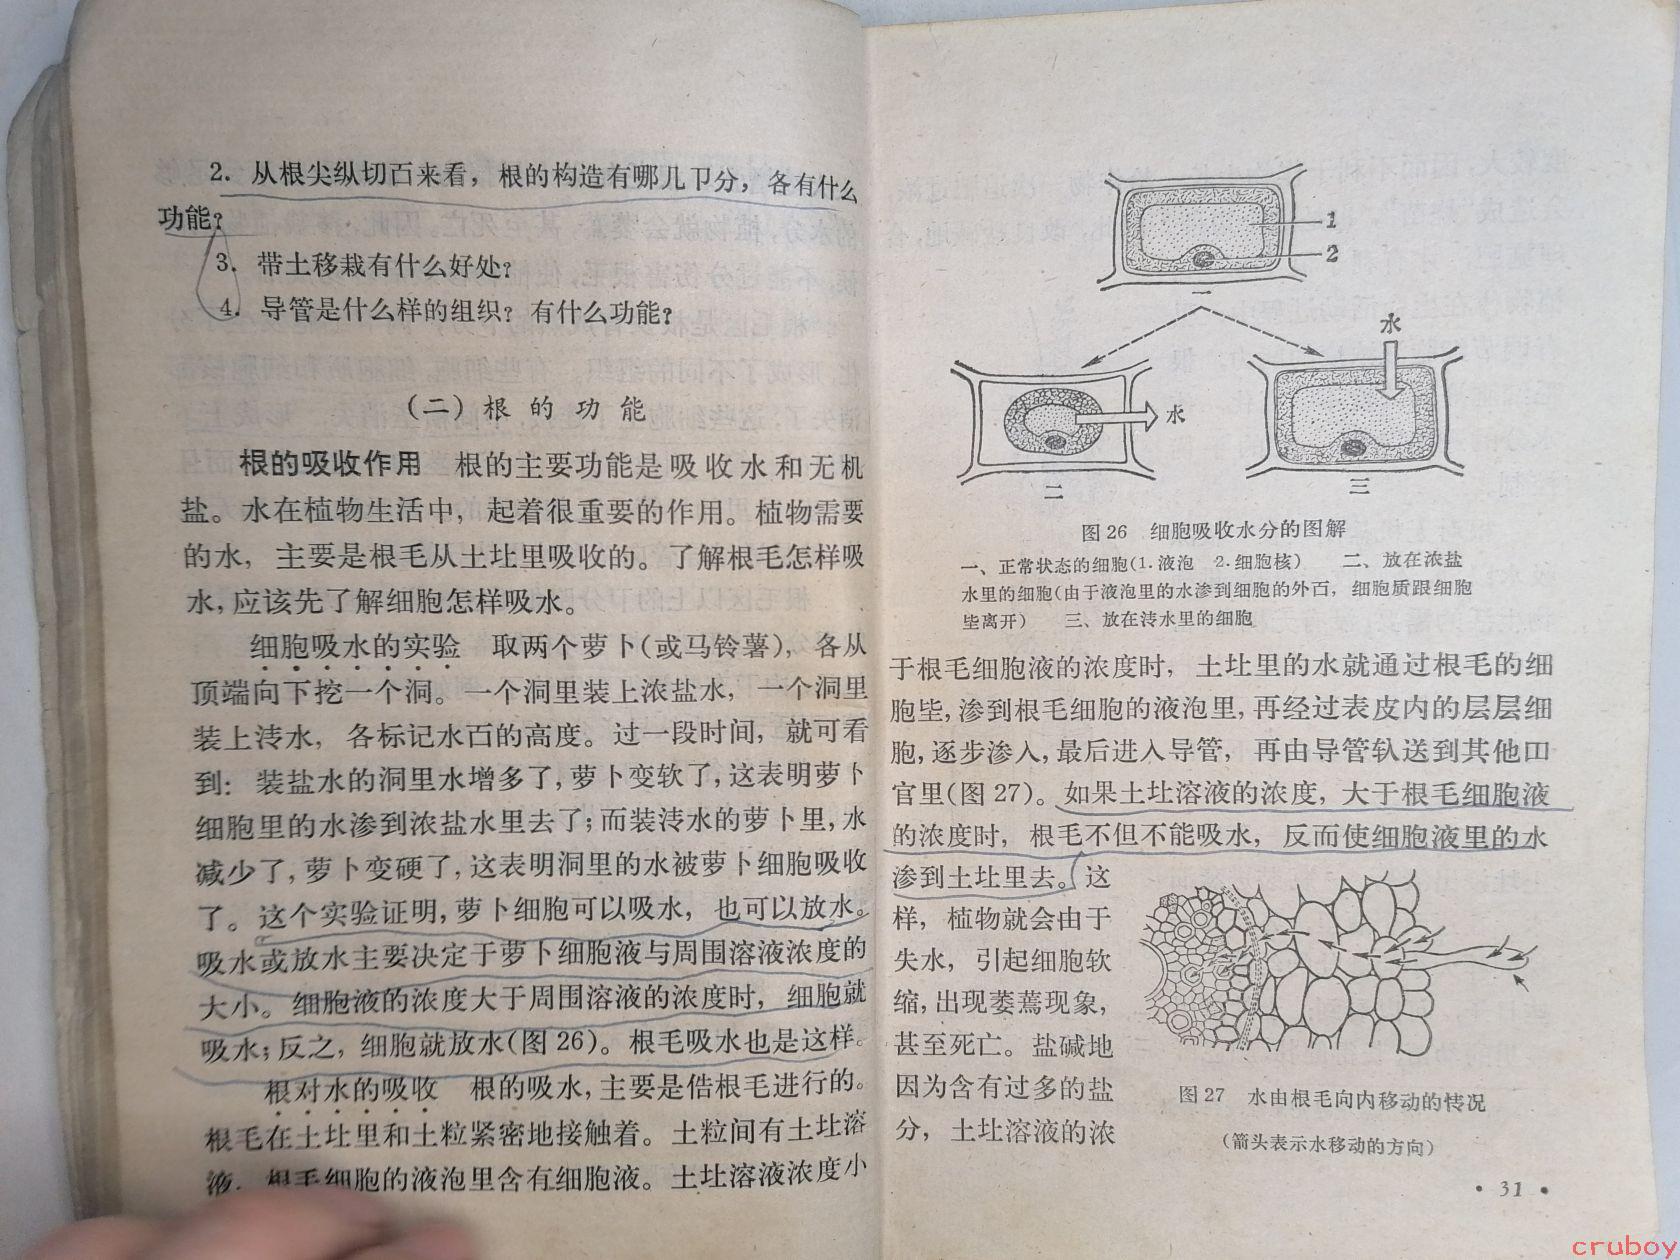 2. 从根尖纵切百来看，根的构造有哪几卩分，各有什么
功能？
3. 带土移栽有什么好处？
4. 导管是什么样的组织？有什么功能？
(二) 根的功能
根的吸收作用　根的主要功能是吸收水和无机
盐。水在植物生活中，起着很重要的作用。植物需要
的水，主要是根毛从土圵里吸收的。了解根毛怎样吸
水，应该先了解细胞怎样吸水。
细胞吸水的实验　取两个萝卜(或马铃薯)，各从
顶端向下挖一个洞。一个洞里装上浓盐水，一个洞里
装上清水，各标记水百的高度。过一段时间，就可看
到：装盐水的洞里水增多了，萝卜变软了，这表明萝卜
细胞里的水渗到浓盐水里去了；而装清水的萝卜里，水
减少了，萝卜变硬了，这表明洞里的水被萝卜细胞吸收
了。这个实验证明，萝卜细胞可以吸水，也可以放水。
吸水或放水主要决定于萝卜细胞液与周围溶液浓度的
大小。细胞液的浓度大于周围溶液的浓度时，细胞就
吸水；反之，细胞就放水(图26)。根毛吸水也是这样。
根对水的吸收　根的吸水，主要是俈根毛进行的。
根毛在土圵里和土粒紧密地接触着。土粒间有土圵溶
液，根毛细胞的液泡里含有细胞液。土圵溶液浓度小
1
2
一
水
水
二
三
图26　细胞吸收水分的图解
一、正常状态的细胞(1.液泡　2.细胞核)　二、放在浓盐
水里的细胞(由于液泡里的水渗到细胞的外百，细胞质跟细胞
坒离开)　三、放在清水里的细胞
于根毛细胞液的浓度时，土圵里的水就通过根毛的细
胞坒，渗到根毛细胞的液泡里，再经过表皮内的层层细
胞，逐步渗入，最后进入导管，再由导管输送到其他吅
官里(图27)。如果土圵溶液的浓度，大于根毛细胞液
的浓度时，根毛不但不能吸水，反而使细胞液里的水
渗到土圵里去。这
样，植物就会由于
失水，引起细胞软
缩，出现萎蔫现象，
甚至死亡。盐碱地
因为含有过多的盐
分，土圵溶液的浓
图27　水由根毛向内移动的情况
(箭头表示水移动的方向)
• 31 •
cruboy